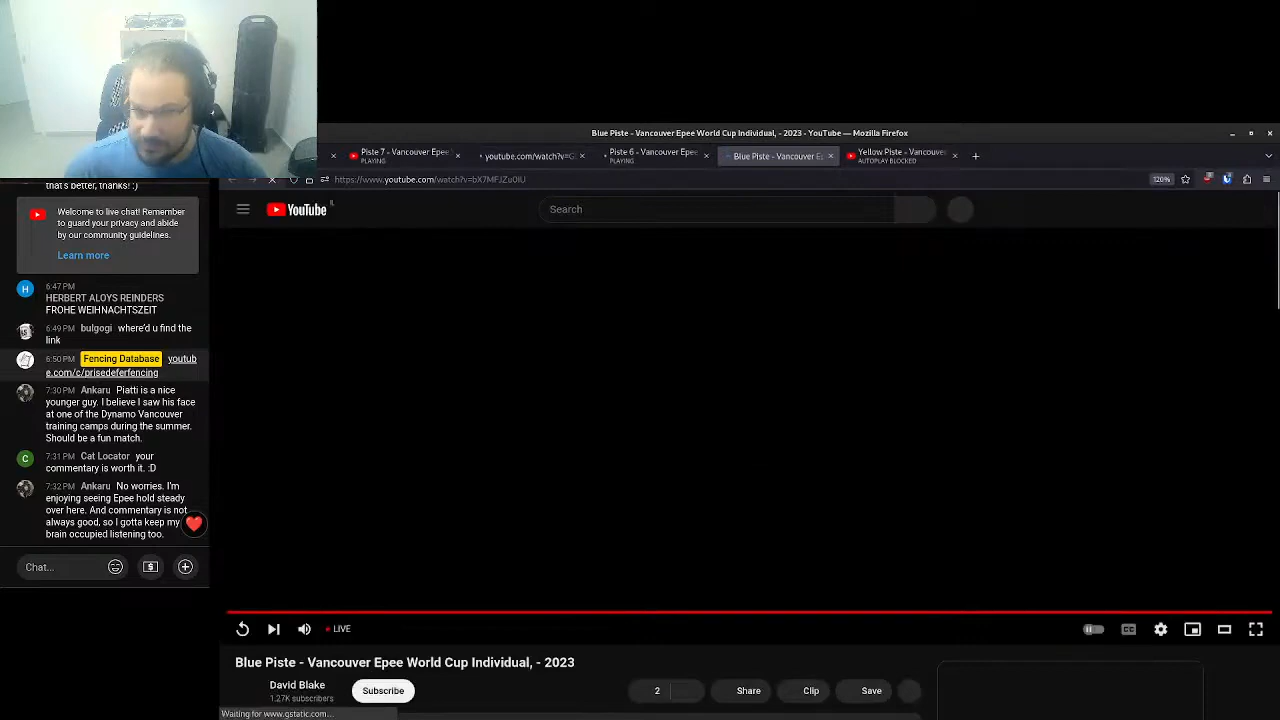 Blue Piste - Vancouver Epee World Cup Individual, - 2023 - YouTube — Mozilla Firefox
Piste 7 - Vancouver Epee
PLAYING
youtube.com/watch?v=G
Piste 6 - Vancouver Epee
PLAYING
Blue Piste - Vancouver E
Yellow Piste - Vancouver
AUTOPLAY BLOCKED
https://www.youtube.com/watch?v=bX7MFJZu0lU
120%
YouTube
IL
Search
that's better, thanks! :)
Welcome to live chat! Remember
to guard your privacy and abide
by our community guidelines.
Learn more
6:47 PM
HERBERT ALOYS REINDERS
FROHE WEIHNACHTSZEIT
6:49 PM bulgogi where'd u find the
link
6:50 PM Fencing Database youtub
e.com/c/prisedeferfencing
7:30 PM Ankaru Piatti is a nice
younger guy. I believe I saw his face
at one of the Dynamo Vancouver
training camps during the summer.
Should be a fun match.
7:31 PM Cat Locator your
commentary is worth it. :D
7:32 PM Ankaru No worries. I'm
enjoying seeing Epee hold steady
over here. And commentary is not
always good, so I gotta keep my
brain occupied listening too.
Chat...
LIVE
CC
Blue Piste - Vancouver Epee World Cup Individual, - 2023
David Blake
1.27K subscribers
Subscribe
2
Share
Clip
Save
Waiting for www.gstatic.com...